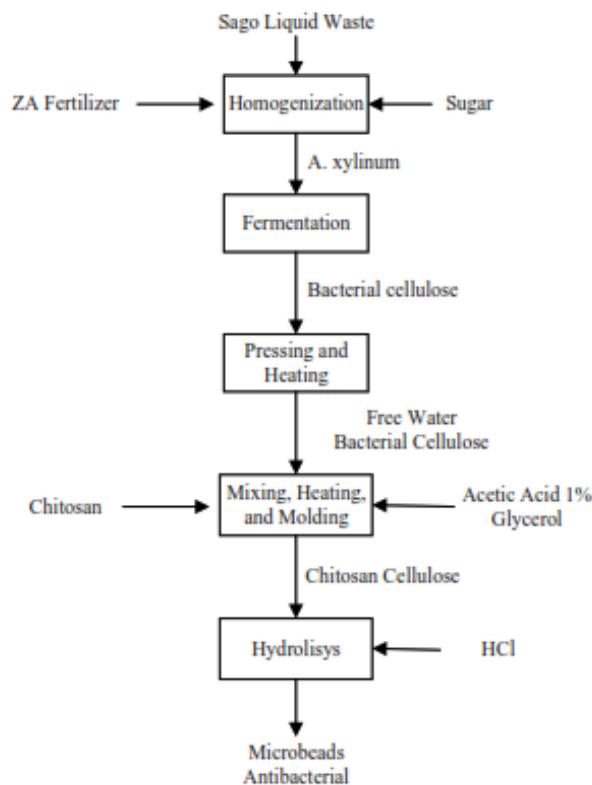 Sago Liquid Waste
ZA Fertilizer
Homogenization
Sugar
A. xylinum
Fermentation
Bacterial cellulose
Pressing and
Heating
Free Water
Bacterial Cellulose
Chitosan
Mixing, Heating,
and Molding
Acetic Acid 1%
Glycerol
Chitosan Cellulose
Hydrolisys
HCl
Microbeads
Antibacterial